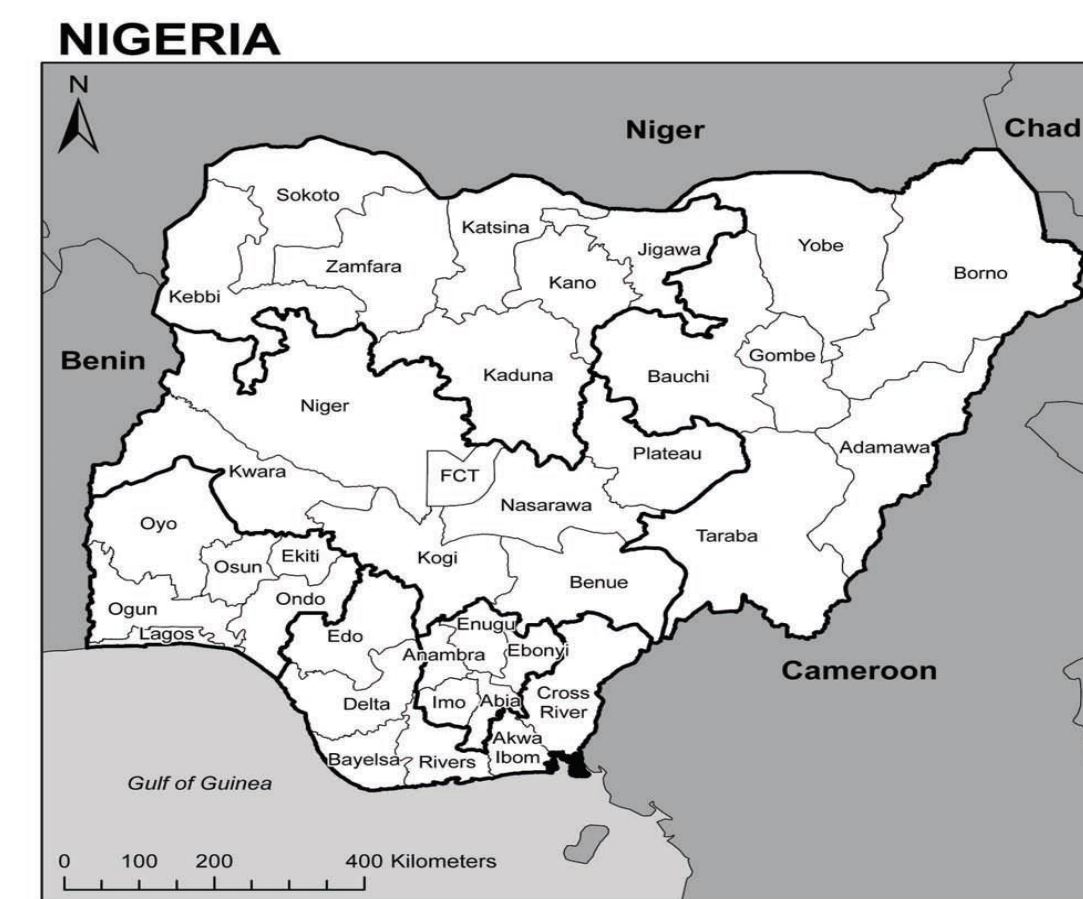 NIGERIA
N
Niger
Chad
Sokoto
Katsina
Jigawa
Yobe
Zamfara
Kano
Borno
Kebbi
Benin
Gombe
Kaduna
Bauchi
Niger
Adamawa
Plateau
Kwara
FCT
Nasarawa
Oyo
Taraba
Ekiti
Kogi
Osun
Benue
Ondo
Ogun
Enugu
Lagos
Edo
Ebonyi
Anambra
Cameroon
Cross
River
Delta
Imo
Abia
Akwa
Ibom
Bayelsa
Rivers
Gulf of Guinea
0 100 200 400 Kilometers